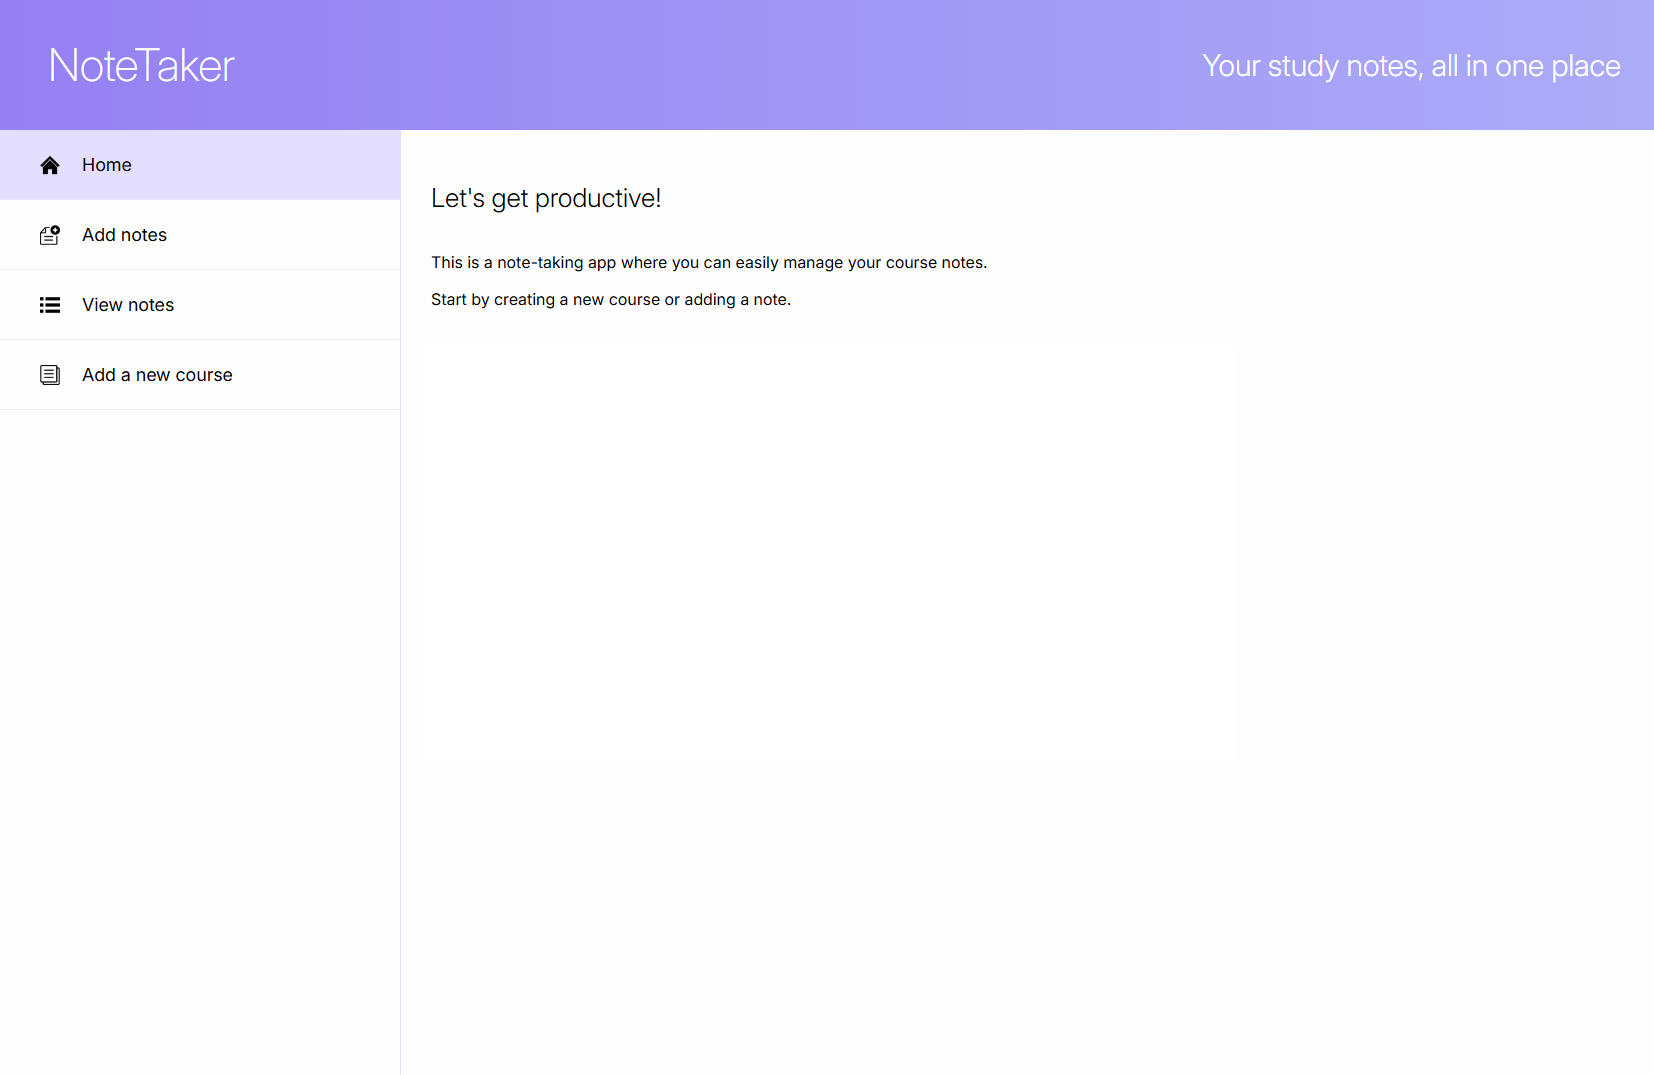 NoteTaker
Your study notes, all in one place
Home
Add notes
View notes
Add a new course
Let's get productive!
This is a note-taking app where you can easily manage your course notes.
Start by creating a new course or adding a note.